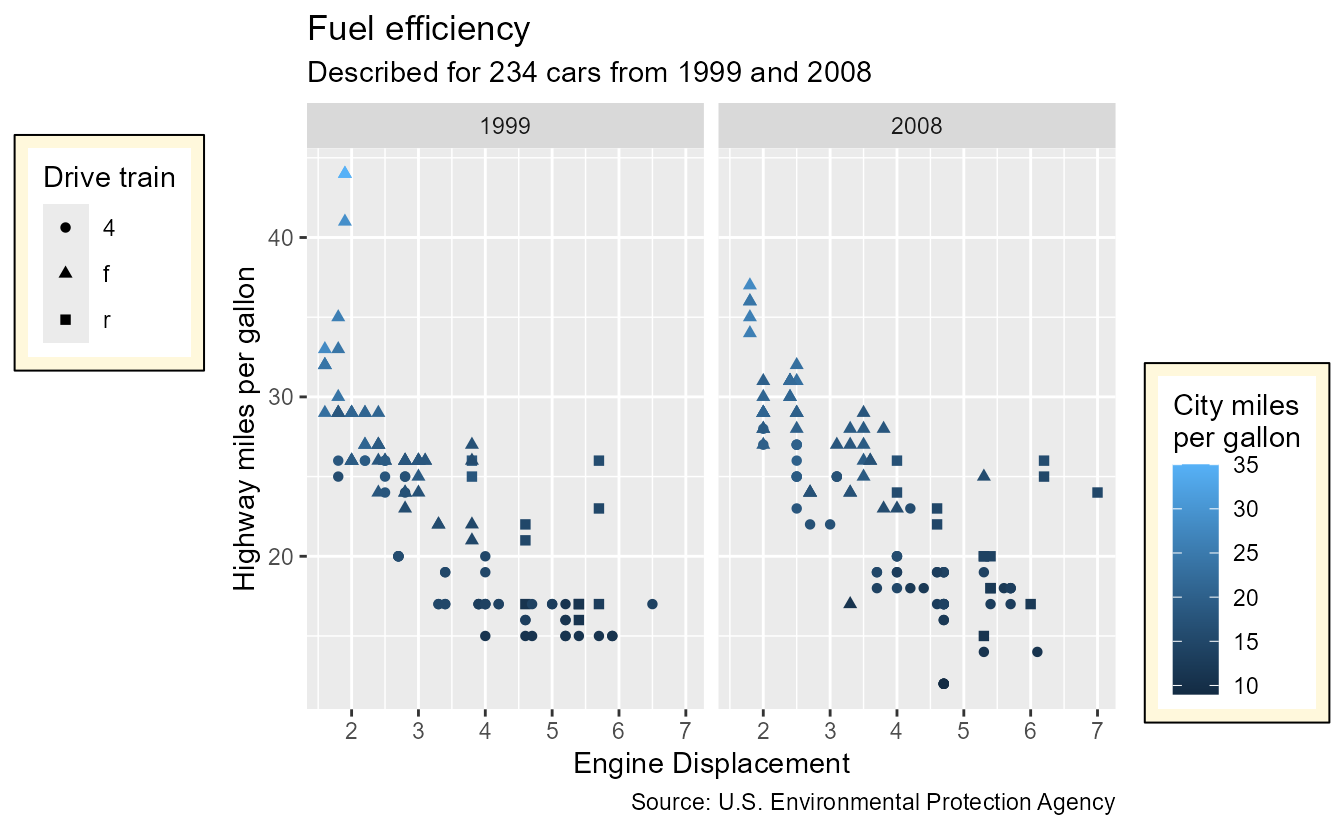 Fuel efficiency
Described for 234 cars from 1999 and 2008
Drive train
4
f
r
1999
2008
Highway miles per gallon
40
30
20
2 3 4 5 6 7
2 3 4 5 6 7
Engine Displacement
Source: U.S. Environmental Protection Agency
City miles
per gallon
35
30
25
20
15
10